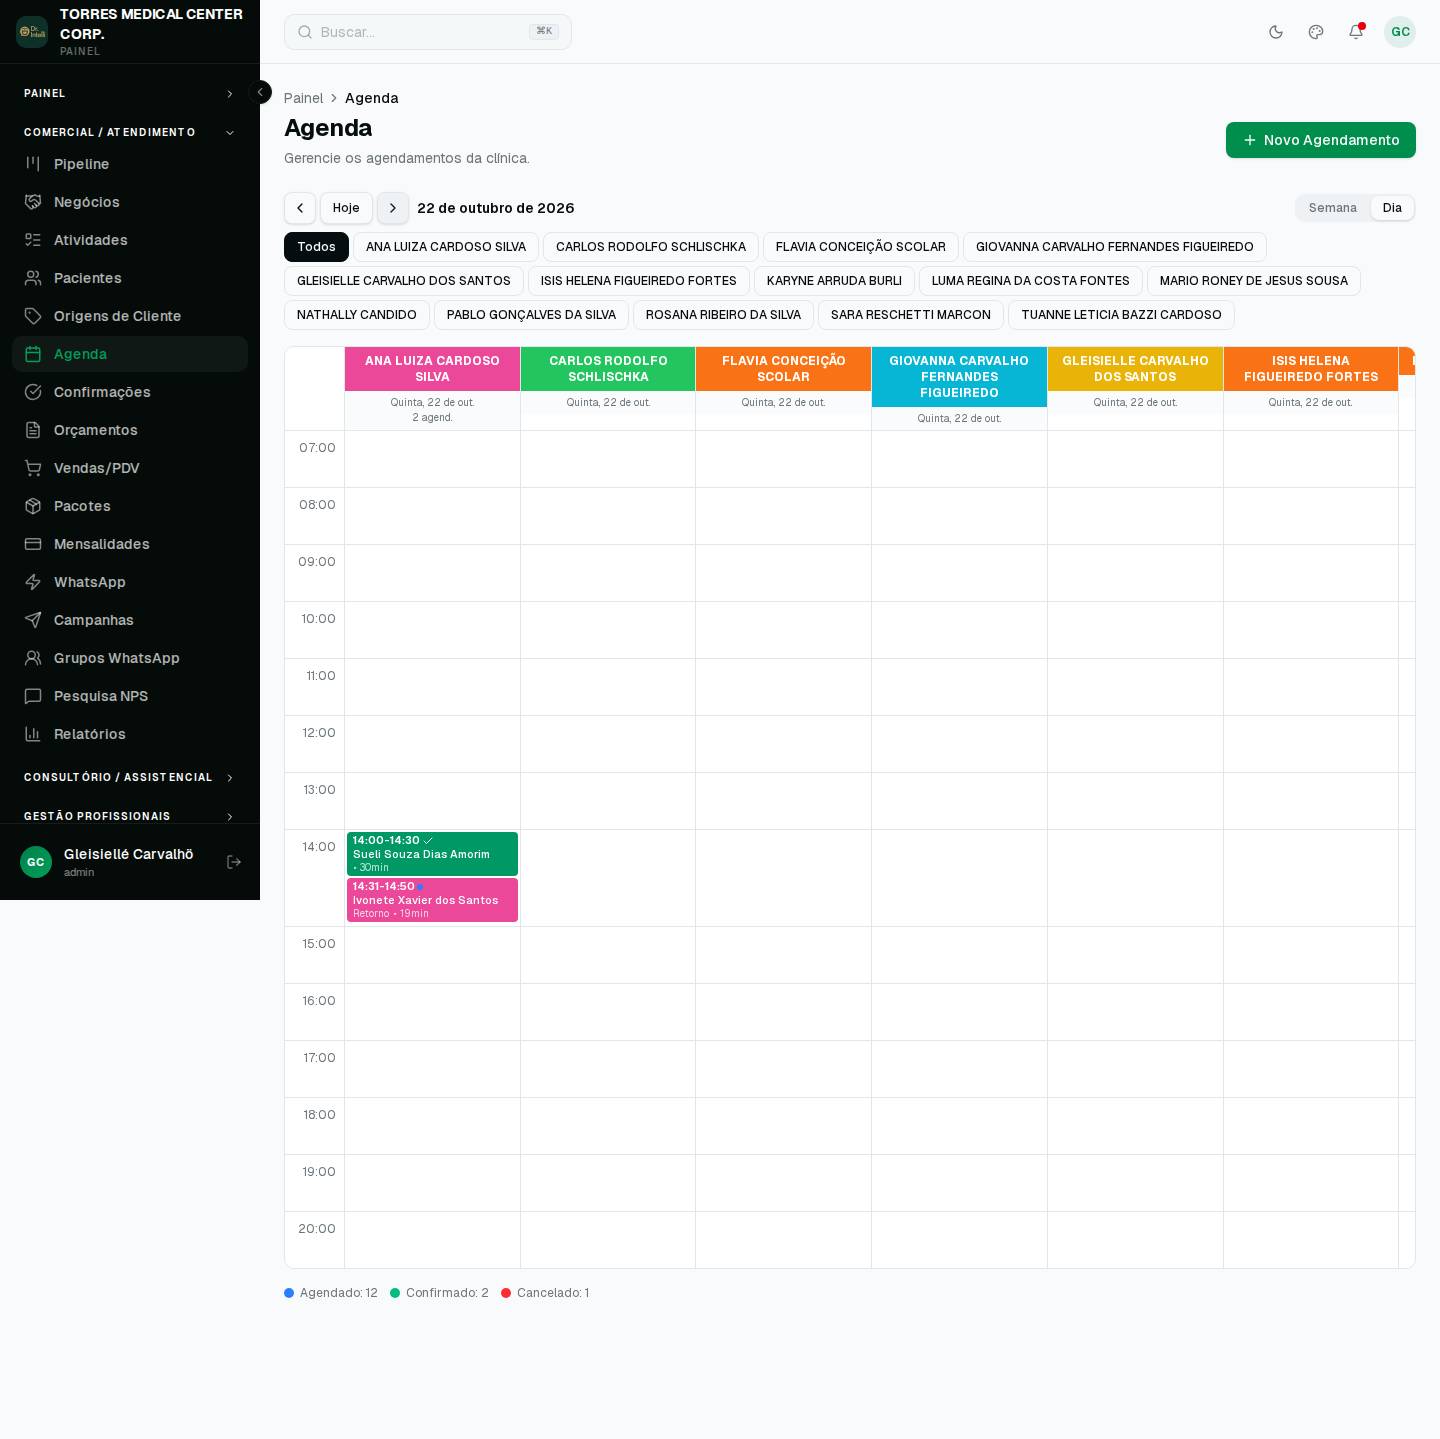 TORRES MEDICAL CENTER
CORP.
PAINEL
Buscar...
⌘K
GC
PAINEL
COMERCIAL / ATENDIMENTO
Pipeline
Negócios
Atividades
Pacientes
Origens de Cliente
Agenda
Confirmações
Orçamentos
Vendas/PDV
Pacotes
Mensalidades
WhatsApp
Campanhas
Grupos WhatsApp
Pesquisa NPS
Relatórios
CONSULTÓRIO / ASSISTENCIAL
GESTÃO PROFISSIONAIS
GC
Gleisiellé Carvalhö
admin
Painel > Agenda
Agenda
Gerencie os agendamentos da clínica.
Novo Agendamento
Hoje
22 de outubro de 2026
Semana Dia
Todos ANA LUIZA CARDOSO SILVA CARLOS RODOLFO SCHLISCHKA FLAVIA CONCEIÇÃO SCOLAR GIOVANNA CARVALHO FERNANDES FIGUEIREDO
GLEISIELLE CARVALHO DOS SANTOS ISIS HELENA FIGUEIREDO FORTES KARYNE ARRUDA BURLI LUMA REGINA DA COSTA FONTES MARIO RONEY DE JESUS SOUSA
NATHALLY CANDIDO PABLO GONÇALVES DA SILVA ROSANA RIBEIRO DA SILVA SARA RESCHETTI MARCON TUANNE LETICIA BAZZI CARDOSO
ANA LUIZA CARDOSO
SILVA
Quinta, 22 de out.
2 agend.
CARLOS RODOLFO
SCHLISCHKA
Quinta, 22 de out.
FLAVIA CONCEIÇÃO
SCOLAR
Quinta, 22 de out.
GIOVANNA CARVALHO
FERNANDES
FIGUEIREDO
Quinta, 22 de out.
GLEISIELLE CARVALHO
DOS SANTOS
Quinta, 22 de out.
ISIS HELENA
FIGUEIREDO FORTES
Quinta, 22 de out.
07:00
08:00
09:00
10:00
11:00
12:00
13:00
14:00
14:00-14:30
Sueli Souza Dias Amorim
• 30min
14:31-14:50
Ivonete Xavier dos Santos
Retorno • 19min
15:00
16:00
17:00
18:00
19:00
20:00
Agendado: 12 Confirmado: 2 Cancelado: 1